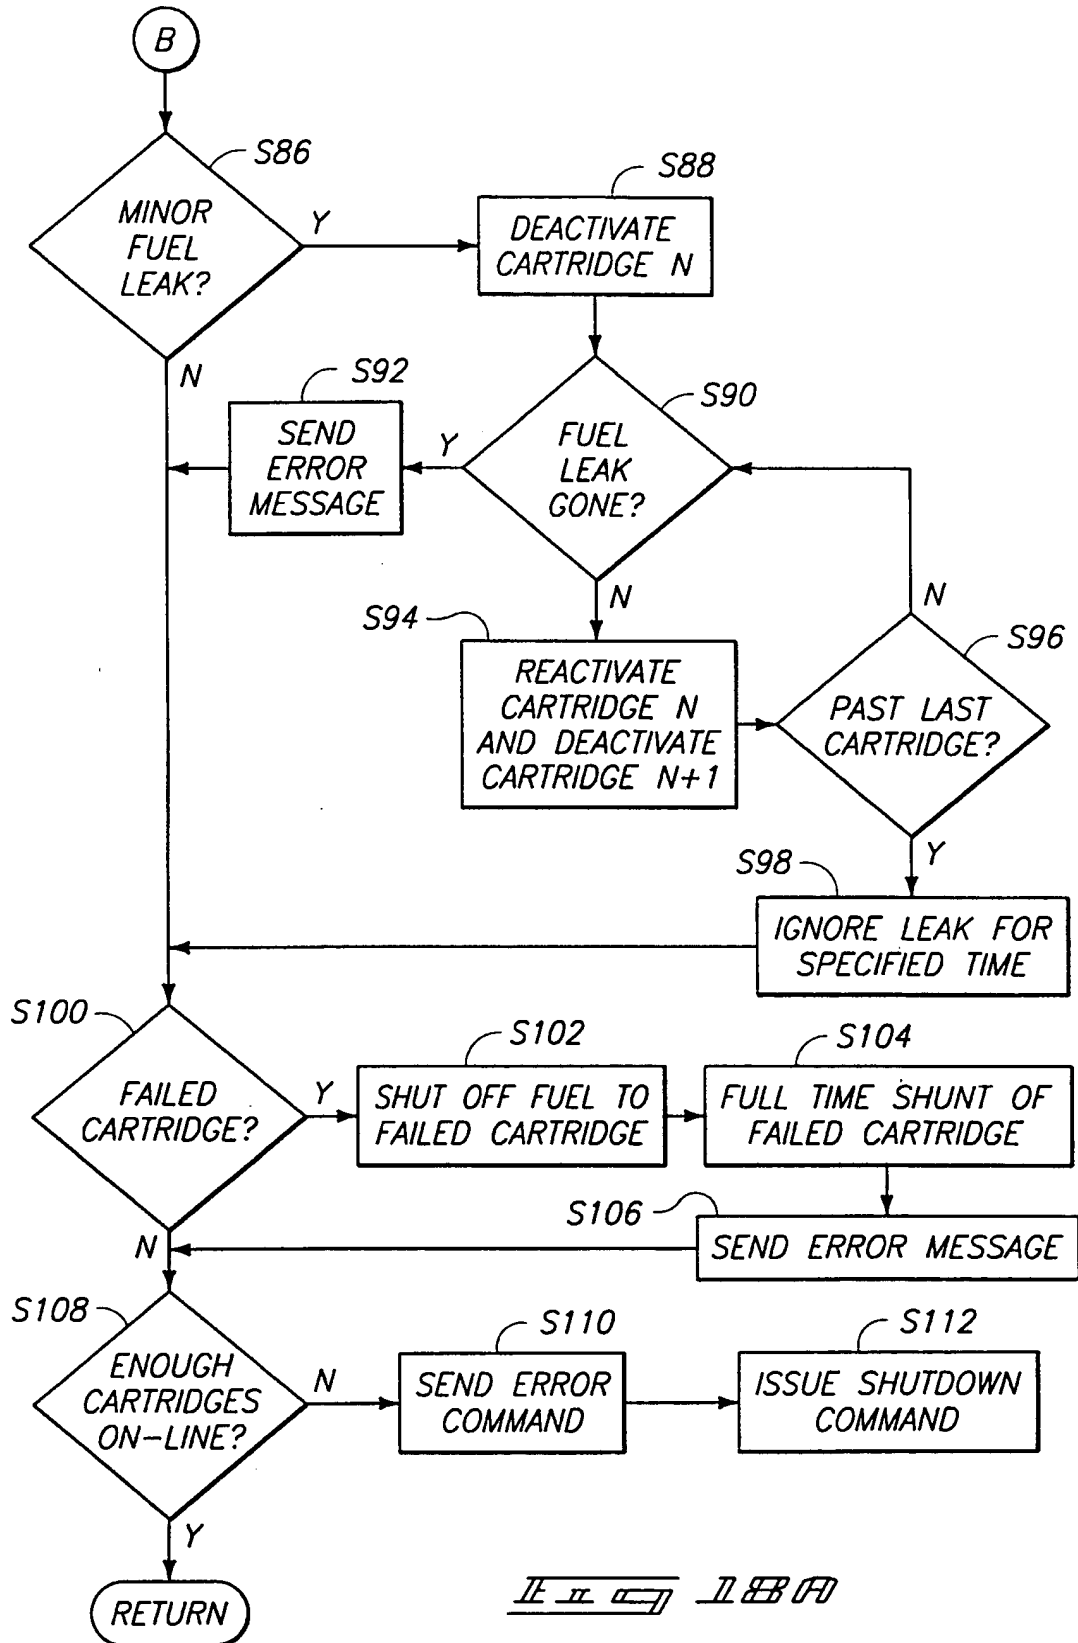 B
S86
MINOR
FUEL
LEAK?
Y
N
S88
DEACTIVATE
CARTRIDGE N
S90
FUEL
LEAK
GONE?
Y
N
S92
SEND
ERROR
MESSAGE
S94
REACTIVATE
CARTRIDGE N
AND DEACTIVATE
CARTRIDGE N+1
S96
PAST LAST
CARTRIDGE?
N
Y
S98
IGNORE LEAK FOR
SPECIFIED TIME
S100
FAILED
CARTRIDGE?
Y
N
S102
SHUT OFF FUEL TO
FAILED CARTRIDGE
S104
FULL TIME SHUNT OF
FAILED CARTRIDGE
S106
SEND ERROR MESSAGE
S108
ENOUGH
CARTRIDGES
ON-LINE?
N
Y
S110
SEND ERROR
COMMAND
S112
ISSUE SHUTDOWN
COMMAND
RETURN
Fig 18A